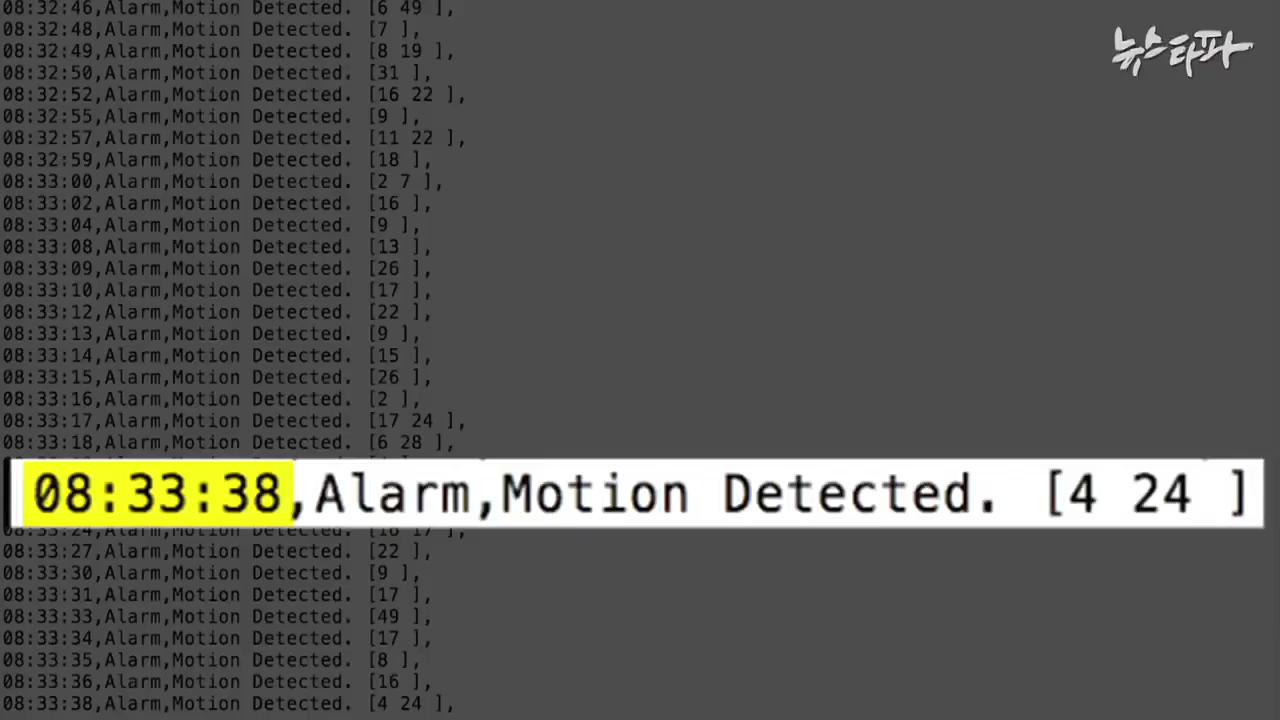 08:32:46,Alarm,Motion Detected. [6 49 ],
뉴스타파
08:32:48,Alarm,Motion Detected. [7 ],
08:32:49,Alarm,Motion Detected. [8 19 ],
08:32:50,Alarm,Motion Detected. [31 ],
08:32:52,Alarm,Motion Detected. [16 22 ],
08:32:55,Alarm,Motion Detected. [9 ],
08:32:57,Alarm,Motion Detected. [11 22 ],
08:32:59,Alarm,Motion Detected. [18 ],
08:33:00,Alarm,Motion Detected. [2 7 ],
08:33:02,Alarm,Motion Detected. [16 ],
08:33:04,Alarm,Motion Detected. [9 ],
08:33:08,Alarm,Motion Detected. [13 ],
08:33:09,Alarm,Motion Detected. [26 ],
08:33:10,Alarm,Motion Detected. [17 ],
08:33:12,Alarm,Motion Detected. [22 ],
08:33:13,Alarm,Motion Detected. [9 ],
08:33:14,Alarm,Motion Detected. [15 ],
08:33:15,Alarm,Motion Detected. [26 ],
08:33:16,Alarm,Motion Detected. [2 ],
08:33:17,Alarm,Motion Detected. [17 24 ],
08:33:18,Alarm,Motion Detected. [6 28 ],
08:33:38,Alarm,Motion Detected. [4 24 ]
08:33:24,Alarm,Motion Detected. [16 17 ],
08:33:27,Alarm,Motion Detected. [22 ],
08:33:30,Alarm,Motion Detected. [9 ],
08:33:31,Alarm,Motion Detected. [17 ],
08:33:33,Alarm,Motion Detected. [49 ],
08:33:34,Alarm,Motion Detected. [17 ],
08:33:35,Alarm,Motion Detected. [8 ],
08:33:36,Alarm,Motion Detected. [16 ],
08:33:38,Alarm,Motion Detected. [4 24 ],